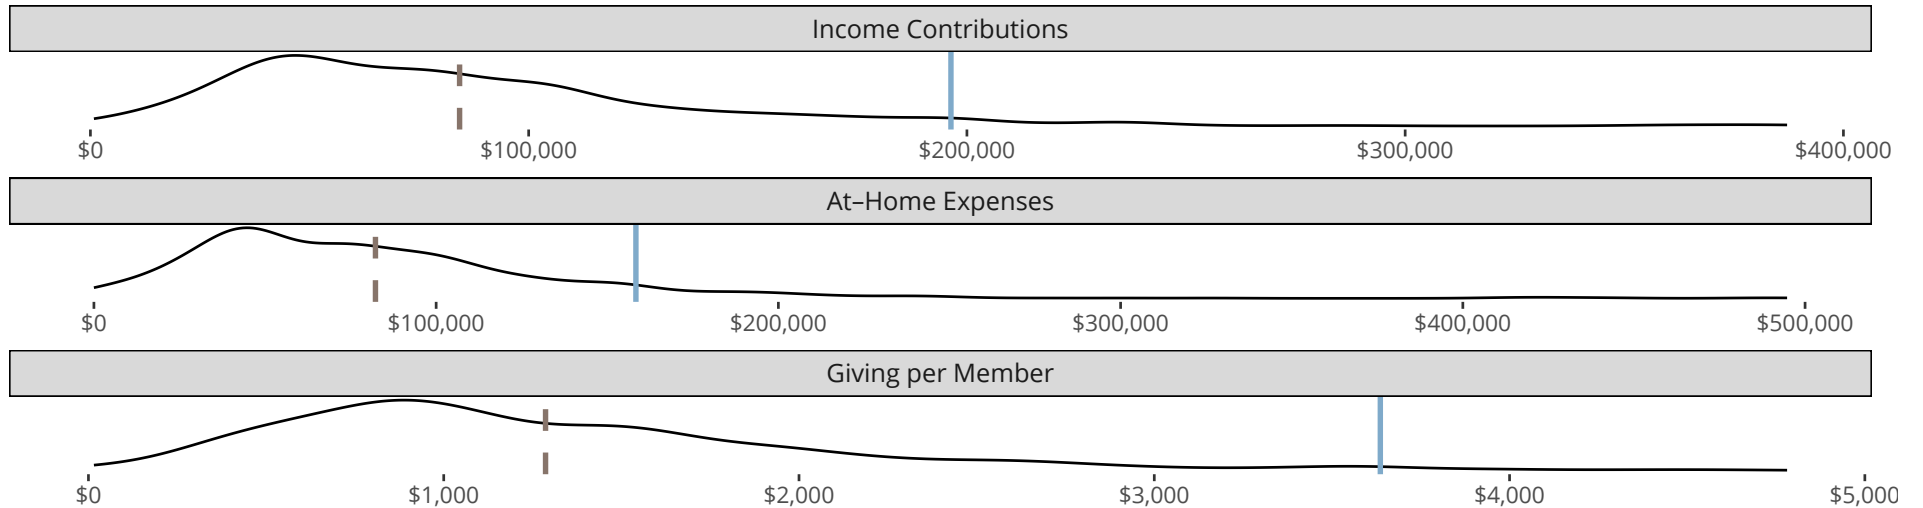 Income Contributions
$0 $100,000 $200,000 $300,000 $400,000
At–Home Expenses
$0 $100,000 $200,000 $300,000 $400,000 $500,000
Giving per Member
$0 $1,000 $2,000 $3,000 $4,000 $5,000